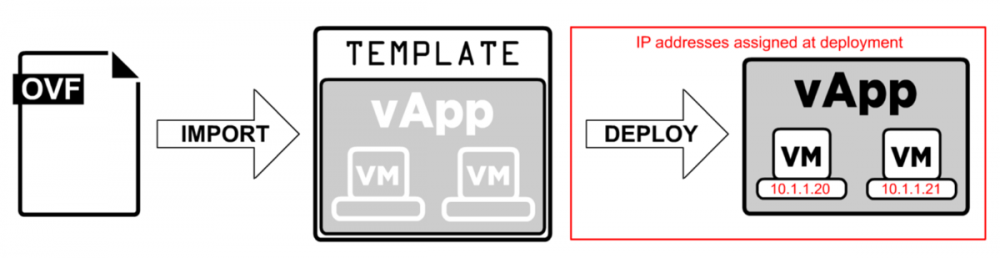 OVF
IMPORT
TEMPLATE
vApp
VM
VM
IP addresses assigned at deployment
DEPLOY
vApp
VM
VM
10.1.1.20
10.1.1.21